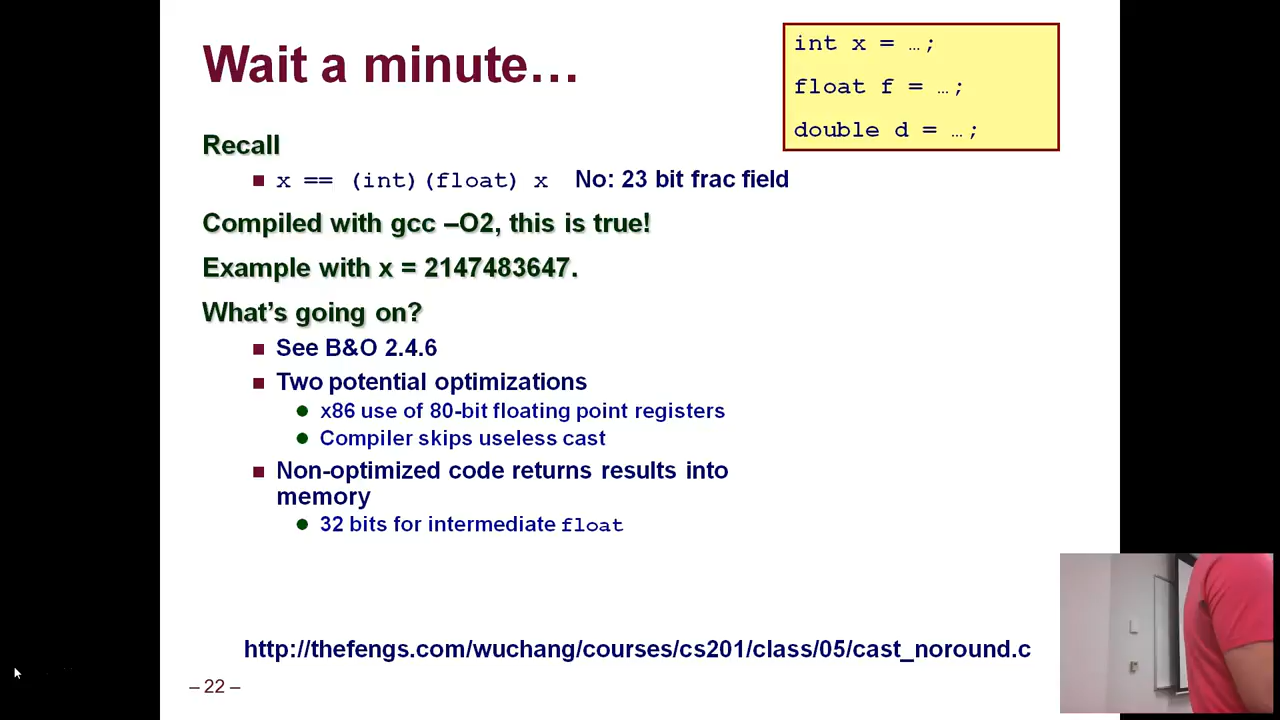 Wait a minute…
int x = …;
float f = …;
double d = …;
Recall
x == (int)(float) x No: 23 bit frac field
Compiled with gcc –O2, this is true!
Example with x = 2147483647.
What's going on?
See B&O 2.4.6
Two potential optimizations
x86 use of 80-bit floating point registers
Compiler skips useless cast
Non-optimized code returns results into
memory
32 bits for intermediate float
http://thefengs.com/wuchang/courses/cs201/class/05/cast_noround.c
– 22 –